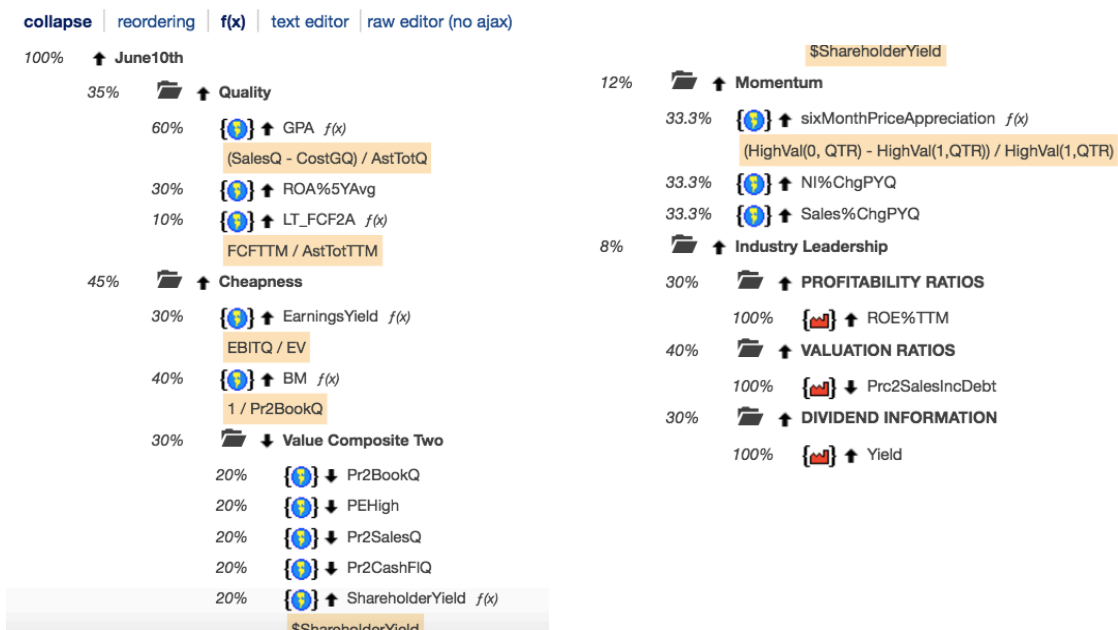 collapse | reordering | f(x) | text editor | raw editor (no ajax)
100% June10th
35% Quality
60% GPA f(x)
(SalesQ - CostGQ) / AstTotQ
30% ROA%5YAvg
10% LT_FCF2A f(x)
FCFTTM / AstTotTTM
45% Cheapness
30% EarningsYield f(x)
EBITQ / EV
40% BM f(x)
1 / Pr2BookQ
30% Value Composite Two
20% Pr2BookQ
20% PEHigh
20% Pr2SalesQ
20% Pr2CashFlQ
20% ShareholderYield f(x)
$ShareholderYield
$ShareholderYield
12% Momentum
33.3% sixMonthPriceAppreciation f(x)
(HighVal(0, QTR) - HighVal(1,QTR)) / HighVal(1,QTR)
33.3% NI%ChgPYQ
33.3% Sales%ChgPYQ
8% Industry Leadership
30% PROFITABILITY RATIOS
100% ROE%TTM
40% VALUATION RATIOS
100% Prc2SalesIncDebt
30% DIVIDEND INFORMATION
100% Yield